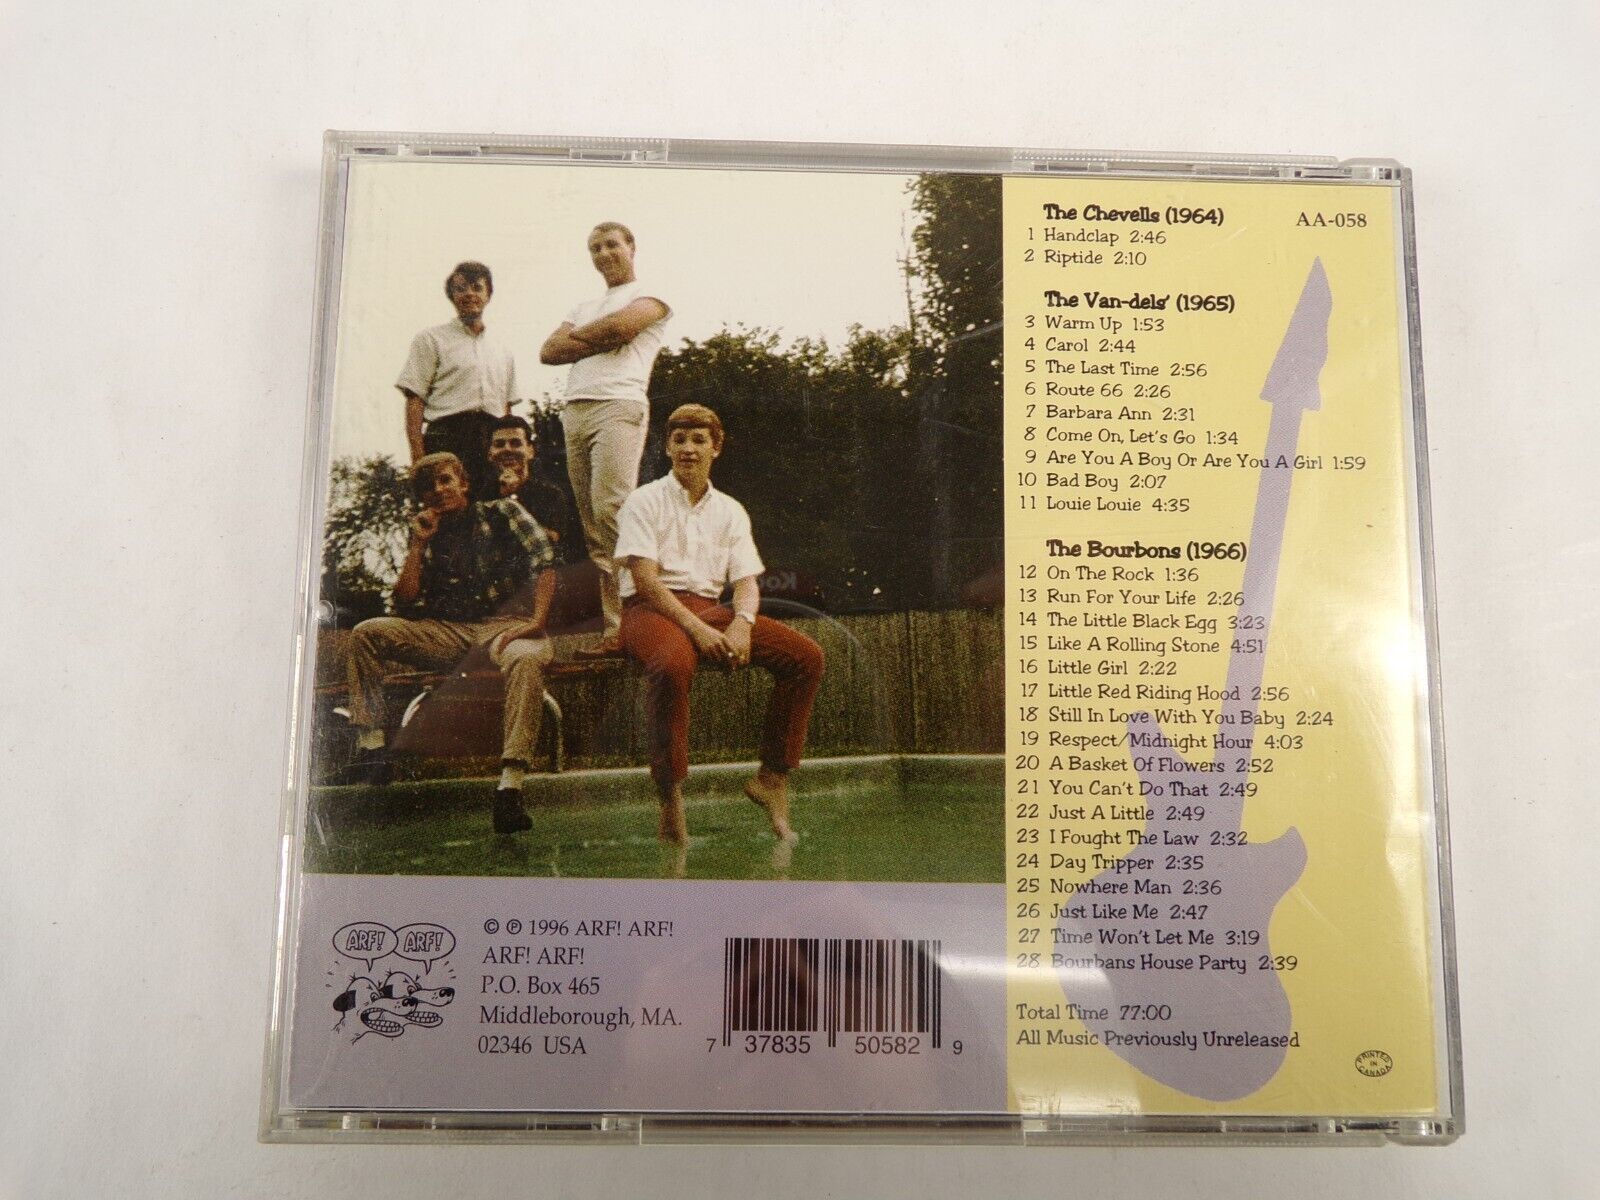 The Chevells (1964)
AA-058
1 Handclap 2:46
2 Riptide 2:10
The Van-dels' (1965)
3 Warm Up 1:53
4 Carol 2:44
5 The Last Time 2:56
6 Route 66 2:26
7 Barbara Ann 2:31
8 Come On, Let's Go 1:34
9 Are You A Boy Or Are You A Girl 1:59
10 Bad Boy 2:07
11 Louie Louie 4:35
The Bourbons (1966)
12 On The Rock 1:36
13 Run For Your Life 2:26
14 The Little Black Egg 3:23
15 Like A Rolling Stone 4:51
16 Little Girl 2:22
17 Little Red Riding Hood 2:56
18 Still In Love With You Baby 2:24
19 Respect/Midnight Hour 4:03
20 A Basket Of Flowers 2:52
21 You Can't Do That 2:49
22 Just A Little 2:49
23 I Fought The Law 2:32
24 Day Tripper 2:35
25 Nowhere Man 2:36
26 Just Like Me 2:47
27 Time Won't Let Me 3:19
28 Bourbans House Party 2:39
Total Time 77:00
All Music Previously Unreleased
PRINTED IN CANADA
ARF! ARF!
© ℗ 1996 ARF! ARF!
ARF! ARF!
P.O. Box 465
Middleborough, MA.
02346 USA
7 37835 50582 9